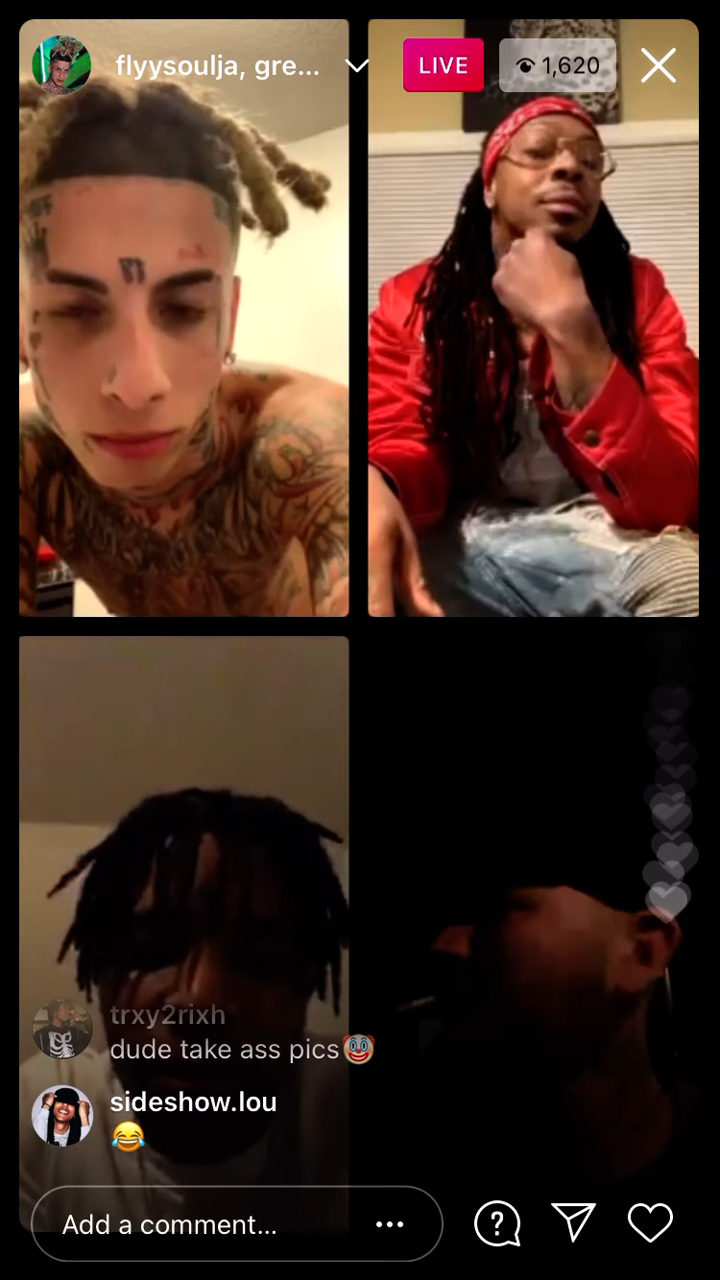 flyysoulja, gre...
LIVE
1,620
trxy2rixh
dude take ass pics🤡
sideshow.lou
😂
Add a comment...